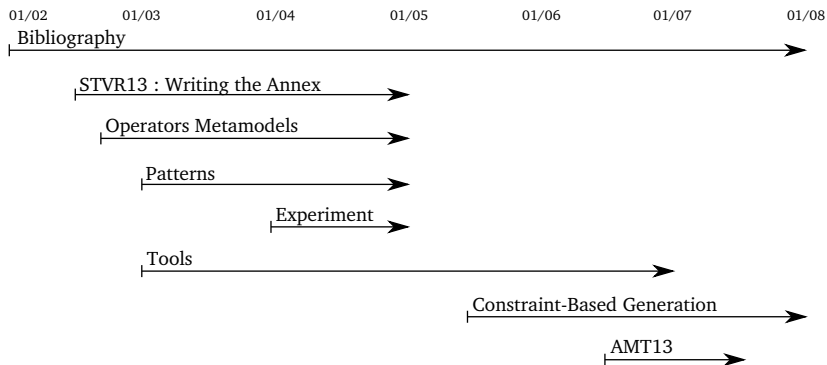 01/02 01/03 01/04 01/05 01/06 01/07 01/08
Bibliography
STVR13 : Writing the Annex
Operators Metamodels
Patterns
Experiment
Tools
Constraint-Based Generation
AMT13